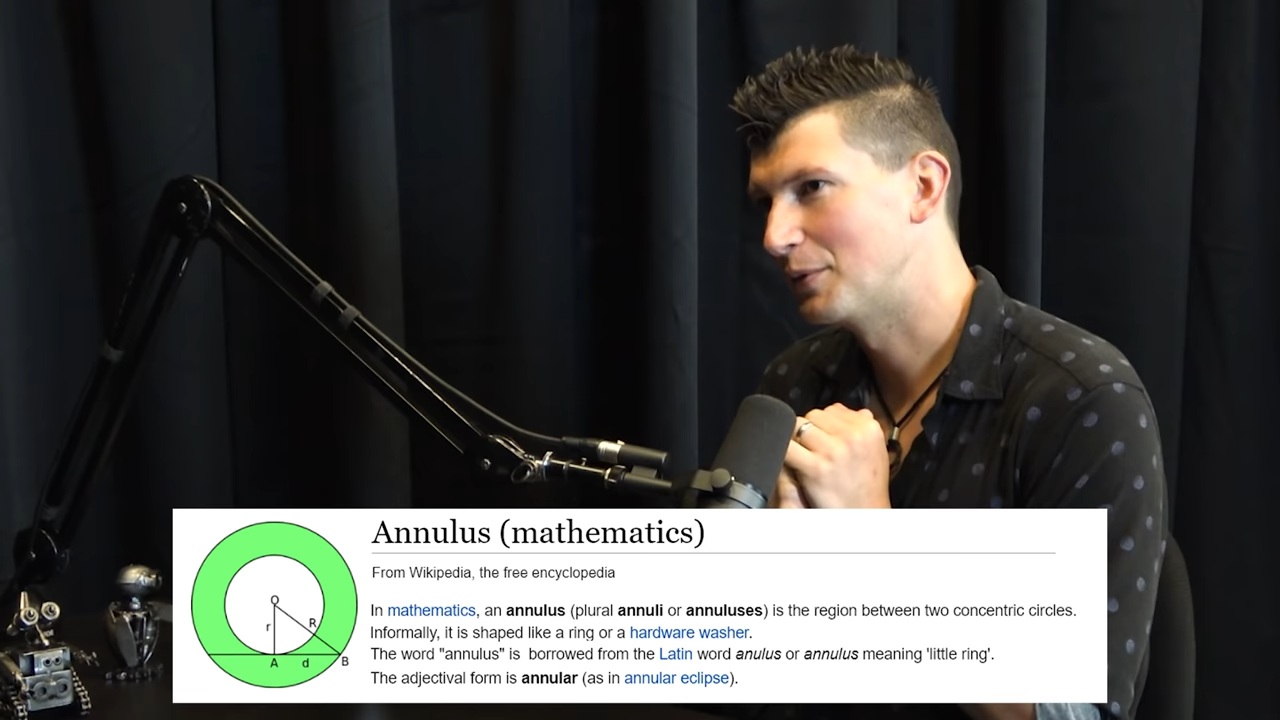 Annulus (mathematics)
From Wikipedia, the free encyclopedia
In mathematics, an annulus (plural annuli or annuluses) is the region between two concentric circles.
Informally, it is shaped like a ring or a hardware washer.
The word "annulus" is borrowed from the Latin word anulus or annulus meaning 'little ring'.
The adjectival form is annular (as in annular eclipse).
O
r R
A d B